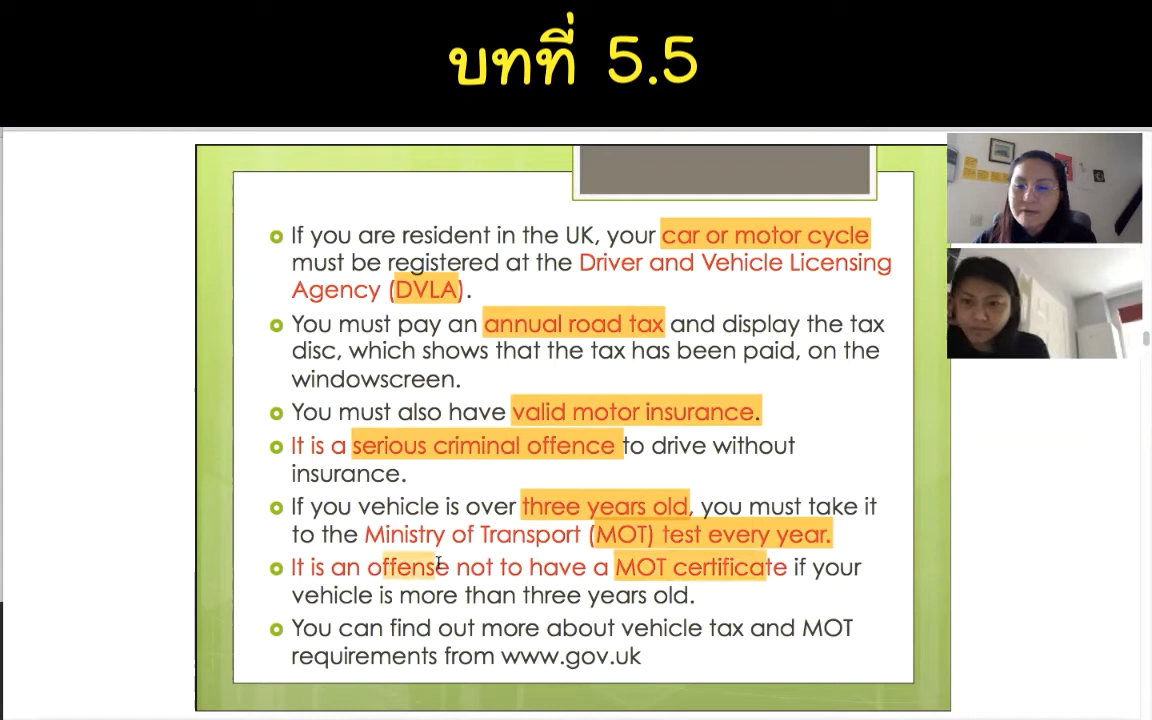 บทที่ 5.5
If you are resident in the UK, your car or motor cycle
must be registered at the Driver and Vehicle Licensing
Agency (DVLA).
You must pay an annual road tax and display the tax
disc, which shows that the tax has been paid, on the
windowscreen.
You must also have valid motor insurance.
It is a serious criminal offence to drive without
insurance.
If you vehicle is over three years old, you must take it
to the Ministry of Transport (MOT) test every year.
It is an offense not to have a MOT certificate if your
vehicle is more than three years old.
You can find out more about vehicle tax and MOT
requirements from www.gov.uk